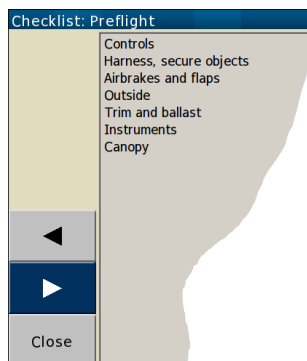 Checklist: Preflight
Controls
Harness, secure objects
Airbrakes and flaps
Outside
Trim and ballast
Instruments
Canopy
Close